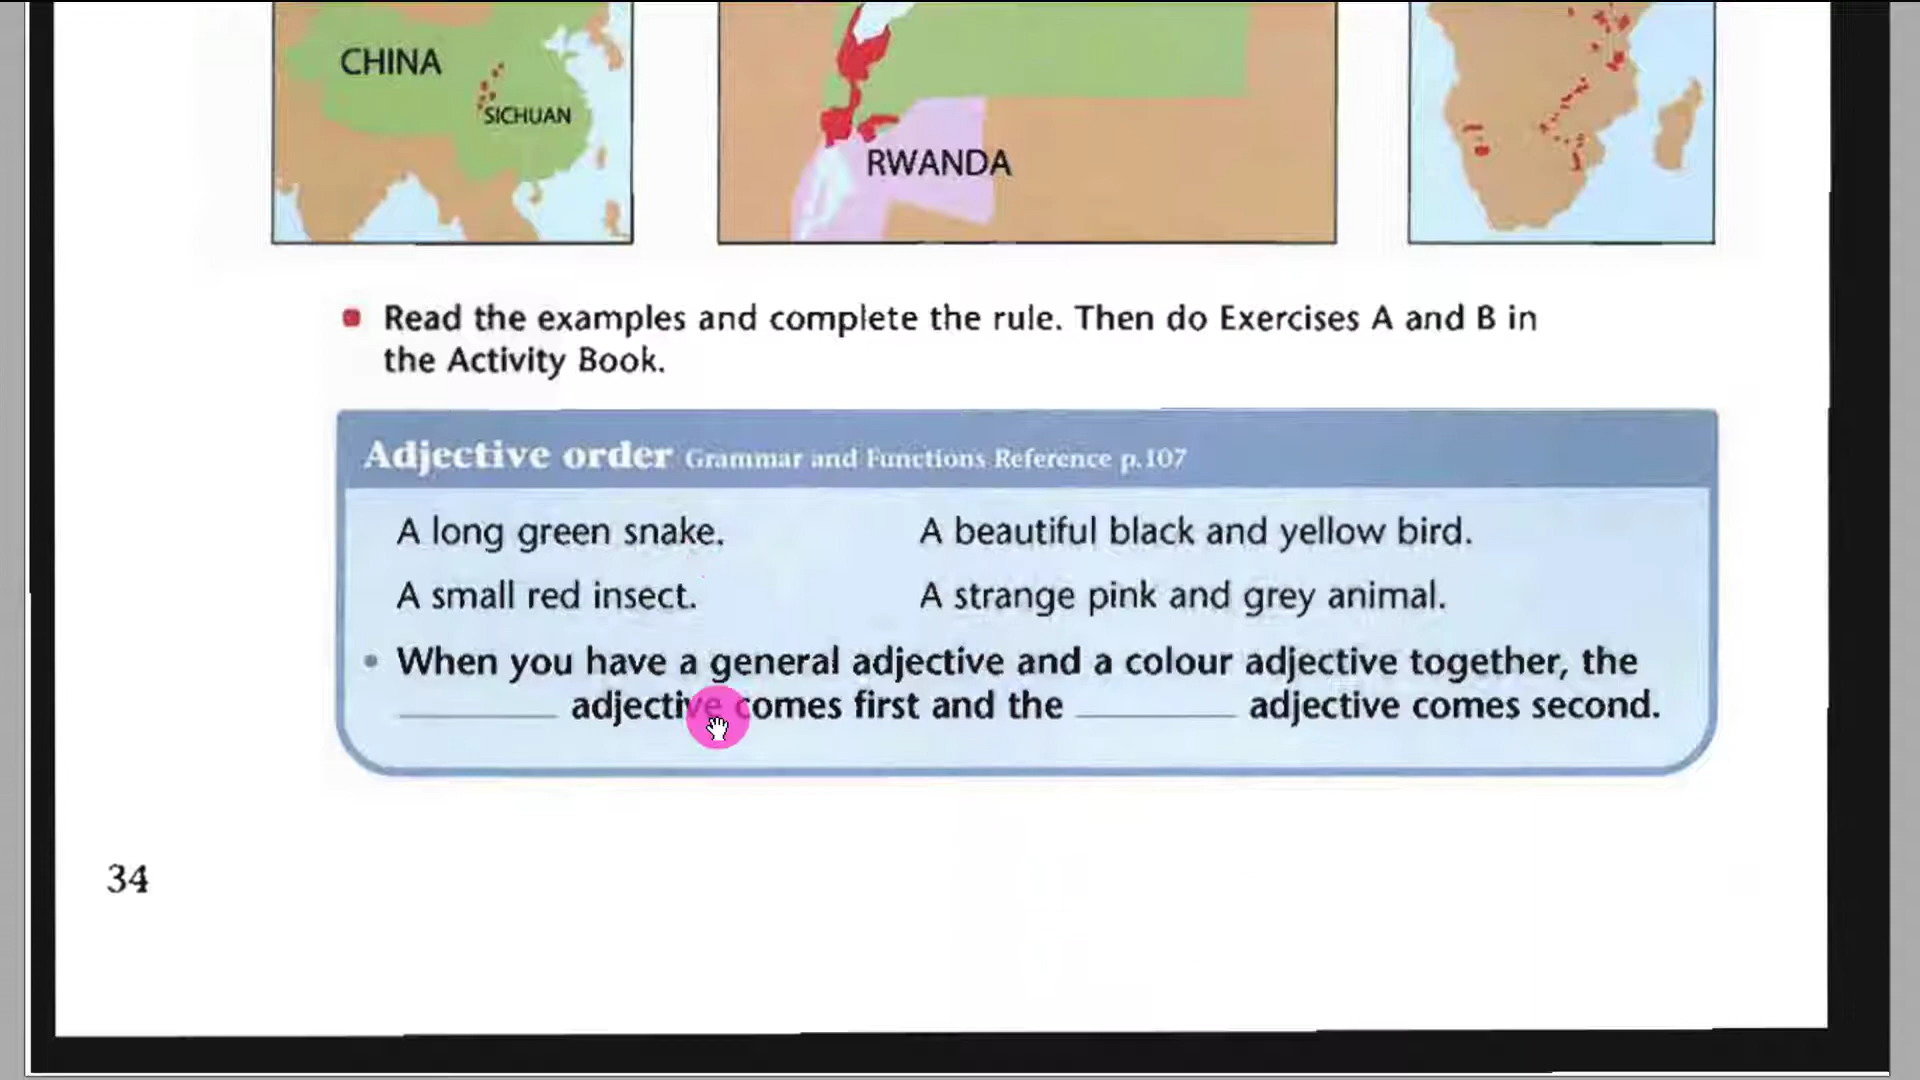 CHINA
SICHUAN
RWANDA
Read the examples and complete the rule. Then do Exercises A and B in
the Activity Book.
Adjective order Grammar and Functions Reference p.107
A long green snake. A beautiful black and yellow bird.
A small red insect. A strange pink and grey animal.
• When you have a general adjective and a colour adjective together, the
__________ adjective comes first and the __________ adjective comes second.
34